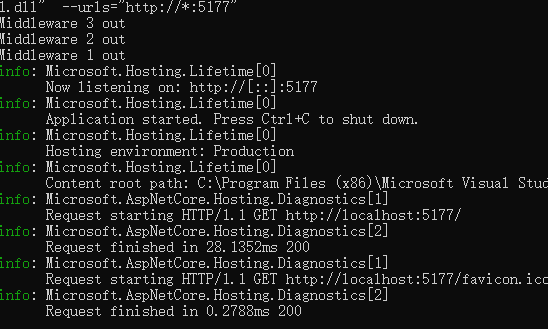 l.dll"  --urls="http://*:5177"
Middleware 3 out
Middleware 2 out
Middleware 1 out
info: Microsoft.Hosting.Lifetime[0]
      Now listening on: http://[::]:5177
info: Microsoft.Hosting.Lifetime[0]
      Application started. Press Ctrl+C to shut down.
info: Microsoft.Hosting.Lifetime[0]
      Hosting environment: Production
info: Microsoft.Hosting.Lifetime[0]
      Content root path: C:\Program Files (x86)\Microsoft Visual Stud
info: Microsoft.AspNetCore.Hosting.Diagnostics[1]
      Request starting HTTP/1.1 GET http://localhost:5177/
info: Microsoft.AspNetCore.Hosting.Diagnostics[2]
      Request finished in 28.1352ms 200
info: Microsoft.AspNetCore.Hosting.Diagnostics[1]
      Request starting HTTP/1.1 GET http://localhost:5177/favicon.ico
info: Microsoft.AspNetCore.Hosting.Diagnostics[2]
      Request finished in 0.2788ms 200